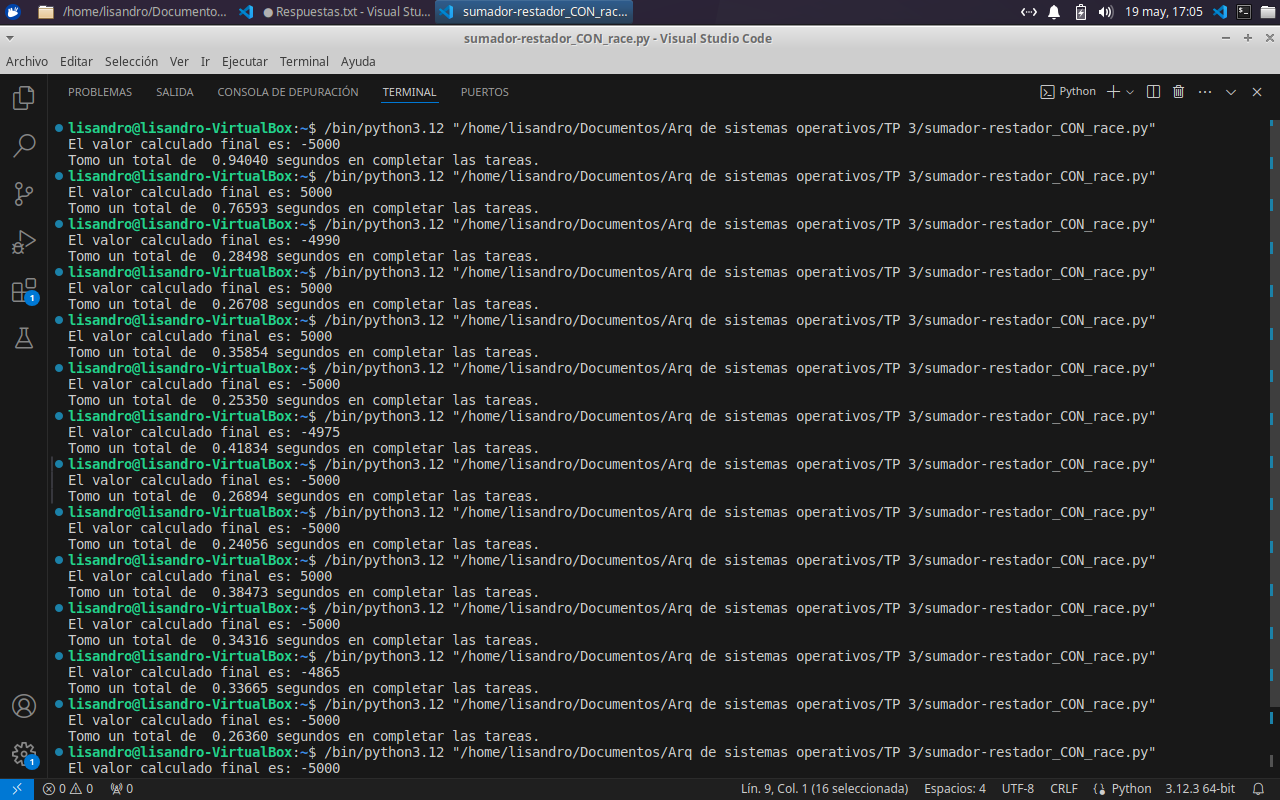 /home/lisandro/Documento...
● Respuestas.txt - Visual Stu...
sumador-restador_CON_rac...
19 may, 17:05
sumador-restador_CON_race.py - Visual Studio Code
Archivo Editar Selección Ver Ir Ejecutar Terminal Ayuda
PROBLEMAS SALIDA CONSOLA DE DEPURACIÓN TERMINAL PUERTOS Python
lisandro@lisandro-VirtualBox:~$ /bin/python3.12 "/home/lisandro/Documentos/Arq de sistemas operativos/TP 3/sumador-restador_CON_race.py"
El valor calculado final es: -5000
Tomo un total de  0.94040 segundos en completar las tareas.
lisandro@lisandro-VirtualBox:~$ /bin/python3.12 "/home/lisandro/Documentos/Arq de sistemas operativos/TP 3/sumador-restador_CON_race.py"
El valor calculado final es: 5000
Tomo un total de  0.76593 segundos en completar las tareas.
lisandro@lisandro-VirtualBox:~$ /bin/python3.12 "/home/lisandro/Documentos/Arq de sistemas operativos/TP 3/sumador-restador_CON_race.py"
El valor calculado final es: -4990
Tomo un total de  0.28498 segundos en completar las tareas.
lisandro@lisandro-VirtualBox:~$ /bin/python3.12 "/home/lisandro/Documentos/Arq de sistemas operativos/TP 3/sumador-restador_CON_race.py"
El valor calculado final es: 5000
Tomo un total de  0.26708 segundos en completar las tareas.
lisandro@lisandro-VirtualBox:~$ /bin/python3.12 "/home/lisandro/Documentos/Arq de sistemas operativos/TP 3/sumador-restador_CON_race.py"
El valor calculado final es: 5000
Tomo un total de  0.35854 segundos en completar las tareas.
lisandro@lisandro-VirtualBox:~$ /bin/python3.12 "/home/lisandro/Documentos/Arq de sistemas operativos/TP 3/sumador-restador_CON_race.py"
El valor calculado final es: -5000
Tomo un total de  0.25350 segundos en completar las tareas.
lisandro@lisandro-VirtualBox:~$ /bin/python3.12 "/home/lisandro/Documentos/Arq de sistemas operativos/TP 3/sumador-restador_CON_race.py"
El valor calculado final es: -4975
Tomo un total de  0.41834 segundos en completar las tareas.
lisandro@lisandro-VirtualBox:~$ /bin/python3.12 "/home/lisandro/Documentos/Arq de sistemas operativos/TP 3/sumador-restador_CON_race.py"
El valor calculado final es: -5000
Tomo un total de  0.26894 segundos en completar las tareas.
lisandro@lisandro-VirtualBox:~$ /bin/python3.12 "/home/lisandro/Documentos/Arq de sistemas operativos/TP 3/sumador-restador_CON_race.py"
El valor calculado final es: -5000
Tomo un total de  0.24056 segundos en completar las tareas.
lisandro@lisandro-VirtualBox:~$ /bin/python3.12 "/home/lisandro/Documentos/Arq de sistemas operativos/TP 3/sumador-restador_CON_race.py"
El valor calculado final es: 5000
Tomo un total de  0.38473 segundos en completar las tareas.
lisandro@lisandro-VirtualBox:~$ /bin/python3.12 "/home/lisandro/Documentos/Arq de sistemas operativos/TP 3/sumador-restador_CON_race.py"
El valor calculado final es: -5000
Tomo un total de  0.34316 segundos en completar las tareas.
lisandro@lisandro-VirtualBox:~$ /bin/python3.12 "/home/lisandro/Documentos/Arq de sistemas operativos/TP 3/sumador-restador_CON_race.py"
El valor calculado final es: -4865
Tomo un total de  0.33665 segundos en completar las tareas.
lisandro@lisandro-VirtualBox:~$ /bin/python3.12 "/home/lisandro/Documentos/Arq de sistemas operativos/TP 3/sumador-restador_CON_race.py"
El valor calculado final es: -5000
Tomo un total de  0.26360 segundos en completar las tareas.
lisandro@lisandro-VirtualBox:~$ /bin/python3.12 "/home/lisandro/Documentos/Arq de sistemas operativos/TP 3/sumador-restador_CON_race.py"
El valor calculado final es: -5000
1
1
0 0 0 Lín. 9, Col. 1 (16 seleccionada) Espacios: 4 UTF-8 CRLF Python 3.12.3 64-bit